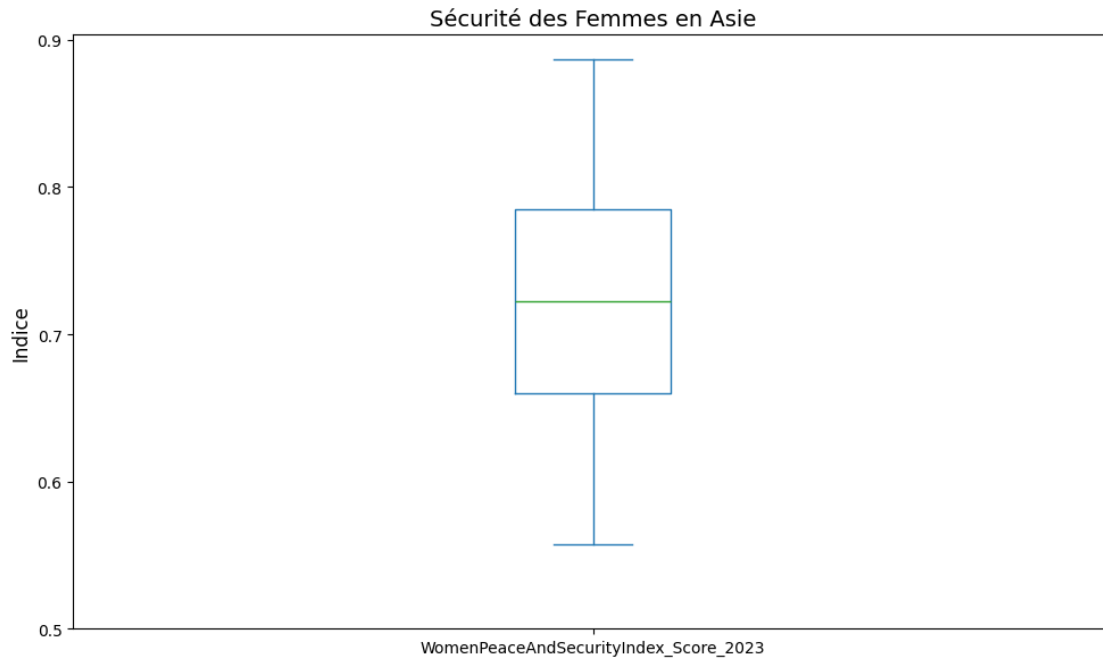 Sécurité des Femmes en Asie
0.9
0.8
0.7
0.6
0.5
Indice
WomenPeaceAndSecurityIndex_Score_2023